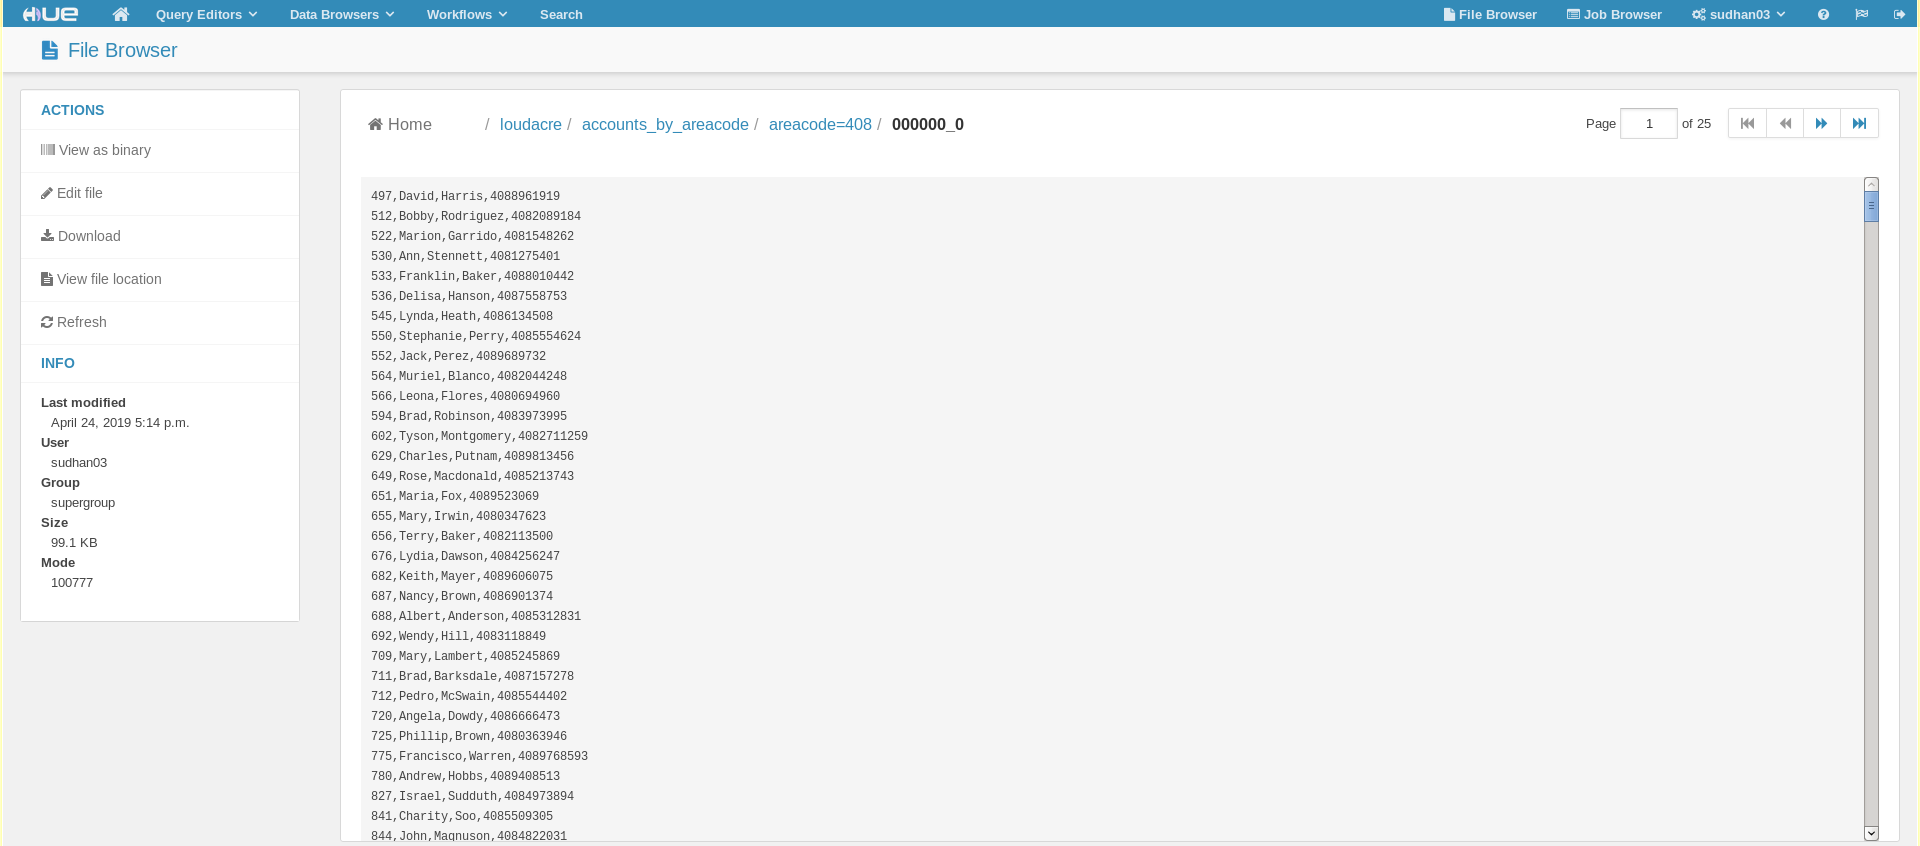 HUE Query Editors Data Browsers Workflows Search File Browser Job Browser sudhan03
File Browser
ACTIONS
View as binary
Edit file
Download
View file location
Refresh
INFO
Last modified
April 24, 2019 5:14 p.m.
User
sudhan03
Group
supergroup
Size
99.1 KB
Mode
100777
Home / loudacre / accounts_by_areacode / areacode=408 / 000000_0
Page 1 of 25
497,David,Harris,4088961919
512,Bobby,Rodriguez,4082089184
522,Marion,Garrido,4081548262
530,Ann,Stennett,4081275401
533,Franklin,Baker,4088010442
536,Delisa,Hanson,4087558753
545,Lynda,Heath,4086134508
550,Stephanie,Perry,4085554624
552,Jack,Perez,4089689732
564,Muriel,Blanco,4082044248
566,Leona,Flores,4080694960
594,Brad,Robinson,4083973995
602,Tyson,Montgomery,4082711259
629,Charles,Putnam,4089813456
649,Rose,Macdonald,4085213743
651,Maria,Fox,4089523069
655,Mary,Irwin,4080347623
656,Terry,Baker,4082113500
676,Lydia,Dawson,4084256247
682,Keith,Mayer,4089606075
687,Nancy,Brown,4086901374
688,Albert,Anderson,4085312831
692,Wendy,Hill,4083118849
709,Mary,Lambert,4085245869
711,Brad,Barksdale,4087157278
712,Pedro,McSwain,4085544402
720,Angela,Dowdy,4086666473
725,Phillip,Brown,4080363946
775,Francisco,Warren,4089768593
780,Andrew,Hobbs,4089408513
827,Israel,Sudduth,4084973894
841,Charity,Soo,4085509305
844,John,Magnuson,4084822031